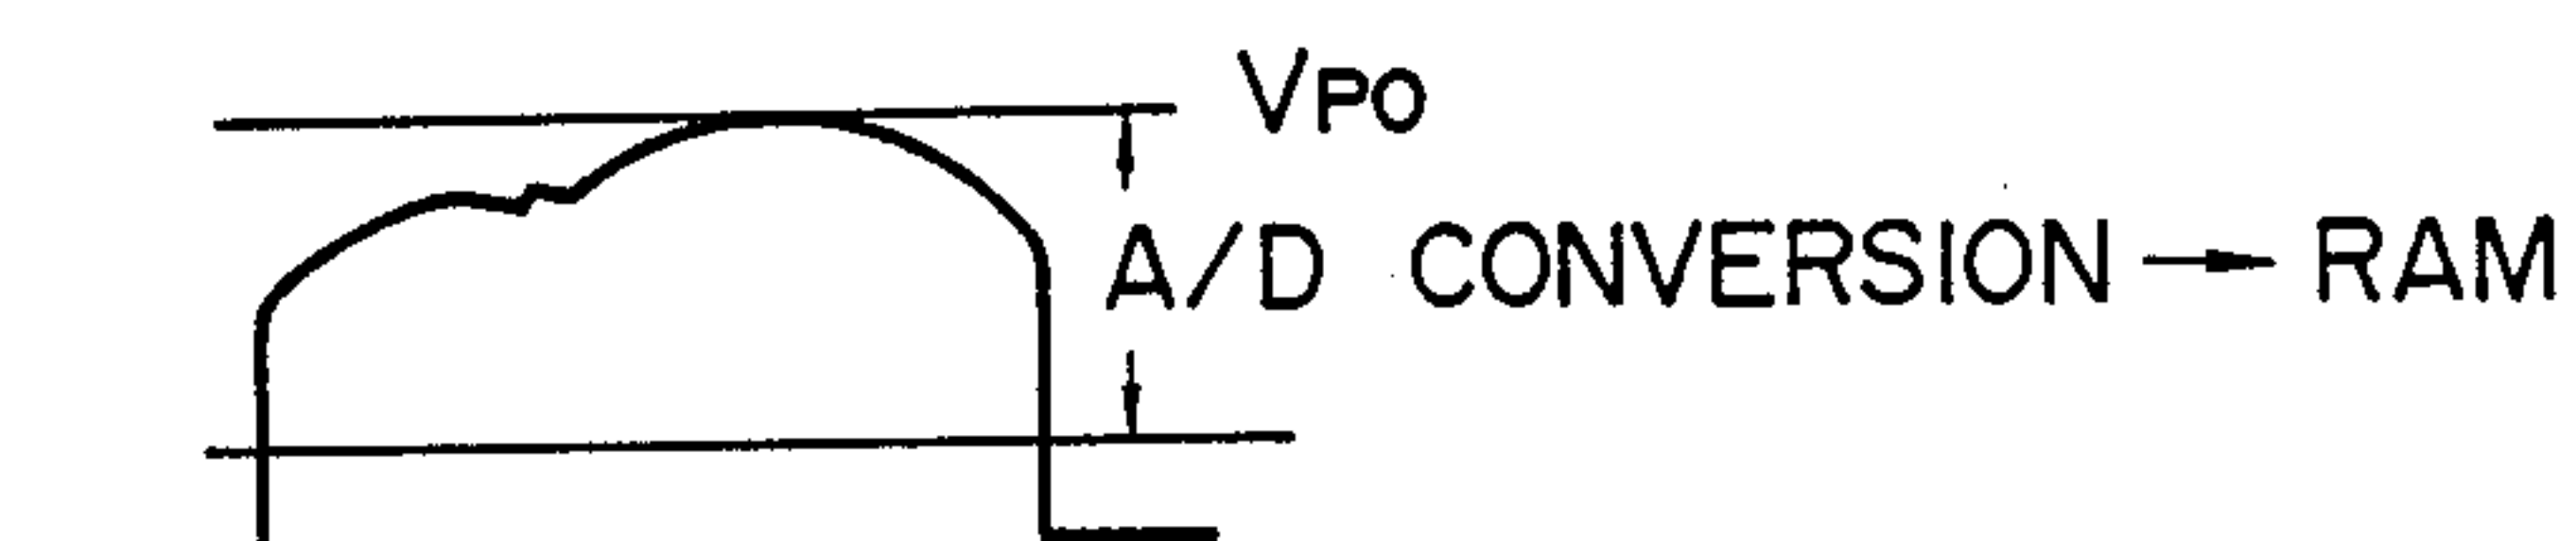 VPO
A/D CONVERSION → RAM